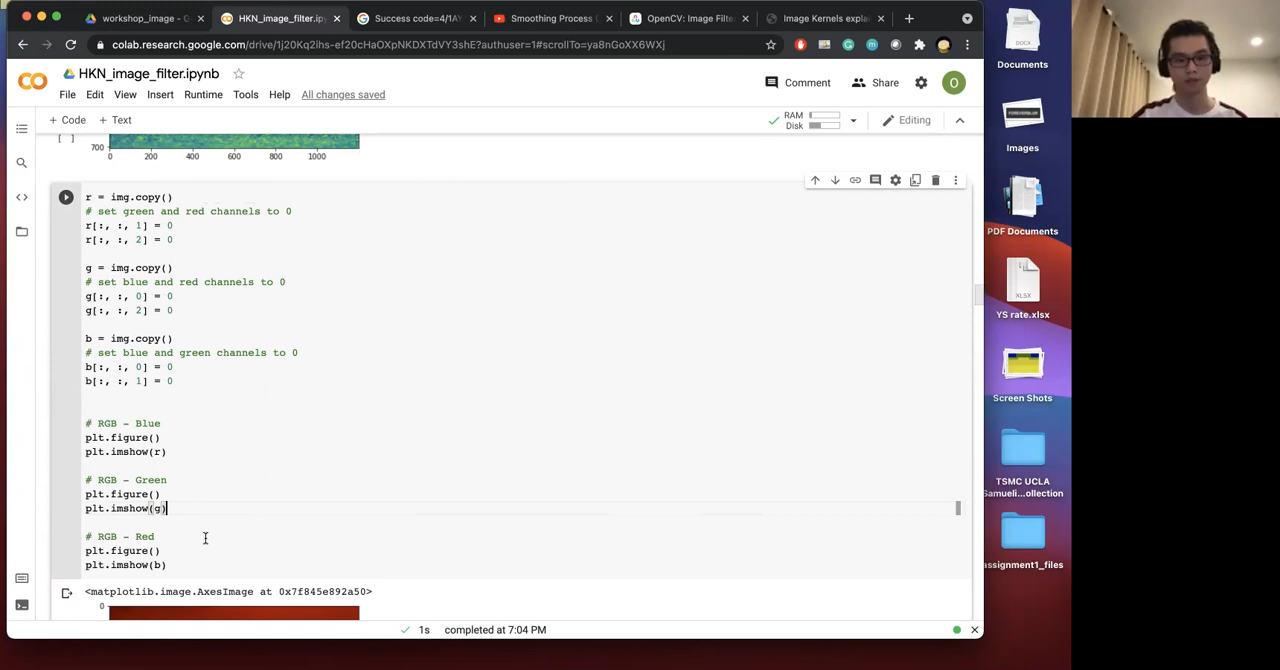 workshop_image - G
HKN_image_filter.ipy
Success code=4/1AY
Smoothing Process (
OpenCV: Image Filte
Image Kernels expla
colab.research.google.com/drive/1j20Kq2ihs-ef20cHaOXpNKDXTdVY3shE?authuser=1#scrollTo=ya8nGoXX6WXj
HKN_image_filter.ipynb
File Edit View Insert Runtime Tools Help All changes saved
Comment Share O
+ Code + Text
RAM
Disk
Editing
[ ]
700
0 200 400 600 800 1000
r = img.copy()
# set green and red channels to 0
r[:, :, 1] = 0
r[:, :, 2] = 0
g = img.copy()
# set blue and red channels to 0
g[:, :, 0] = 0
g[:, :, 2] = 0
b = img.copy()
# set blue and green channels to 0
b[:, :, 0] = 0
b[:, :, 1] = 0
# RGB - Blue
plt.figure()
plt.imshow(r)
# RGB - Green
plt.figure()
plt.imshow(g)
# RGB - Red
plt.figure()
plt.imshow(b)
<matplotlib.image.AxesImage at 0x7f845e892a50>
0
1s completed at 7:04 PM
DOCX
Documents
FOREVERBLUE
Images
PDF Documents
XLSX
YS rate.xlsx
Screen Shots
TSMC UCLA
Samueli...ollection
assignment1_files